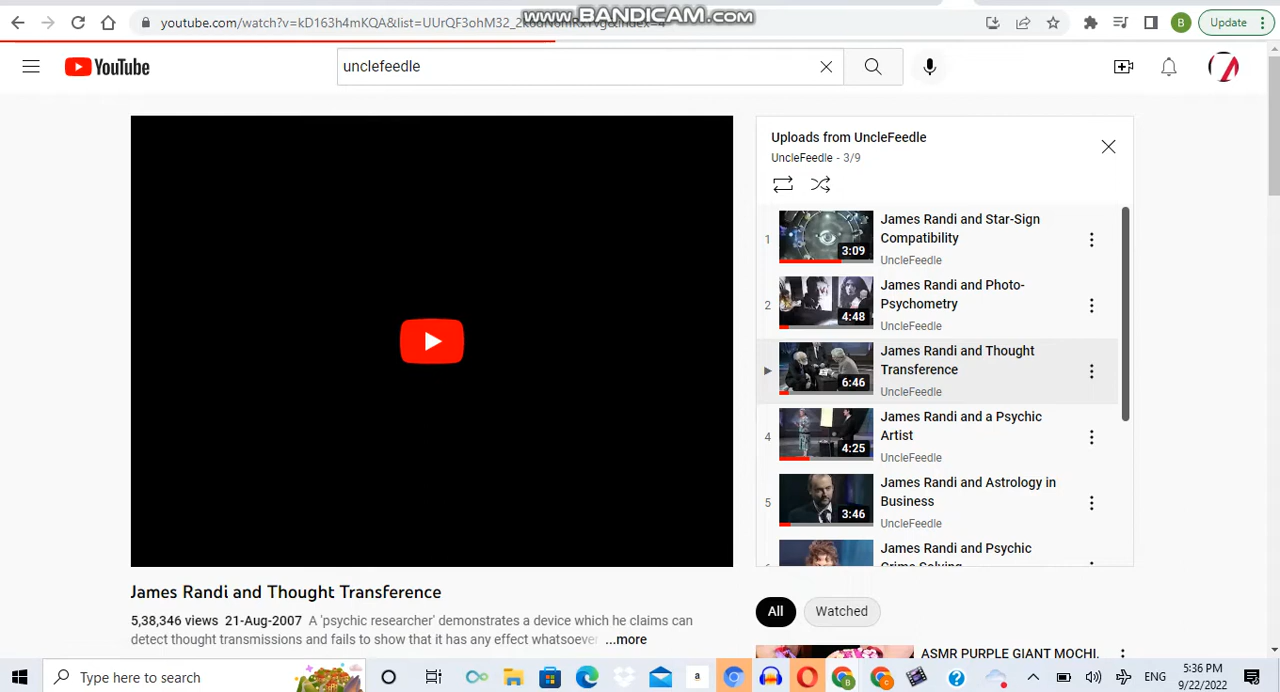 www.BANDICAM.com
youtube.com/watch?v=kD163h4mKQA&list=UUrQF3ohM32_
B
Update
YouTube
unclefeedle
Uploads from UncleFeedle
UncleFeedle - 3/9
1
3:09
James Randi and Star-Sign
Compatibility
UncleFeedle
2
4:48
James Randi and Photo-
Psychometry
UncleFeedle
6:46
James Randi and Thought
Transference
UncleFeedle
4
4:25
James Randi and a Psychic
Artist
UncleFeedle
5
3:46
James Randi and Astrology in
Business
UncleFeedle
James Randi and Psychic
Crime Solving
James Randi and Thought Transference
5,38,346 views 21-Aug-2007 A 'psychic researcher' demonstrates a device which he claims can
detect thought transmissions and fails to show that it has any effect whatsoever ...more
All
Watched
ASMR PURPLE GIANT MOCHI,
Type here to search
a
B
C
ENG
5:36 PM
9/22/2022